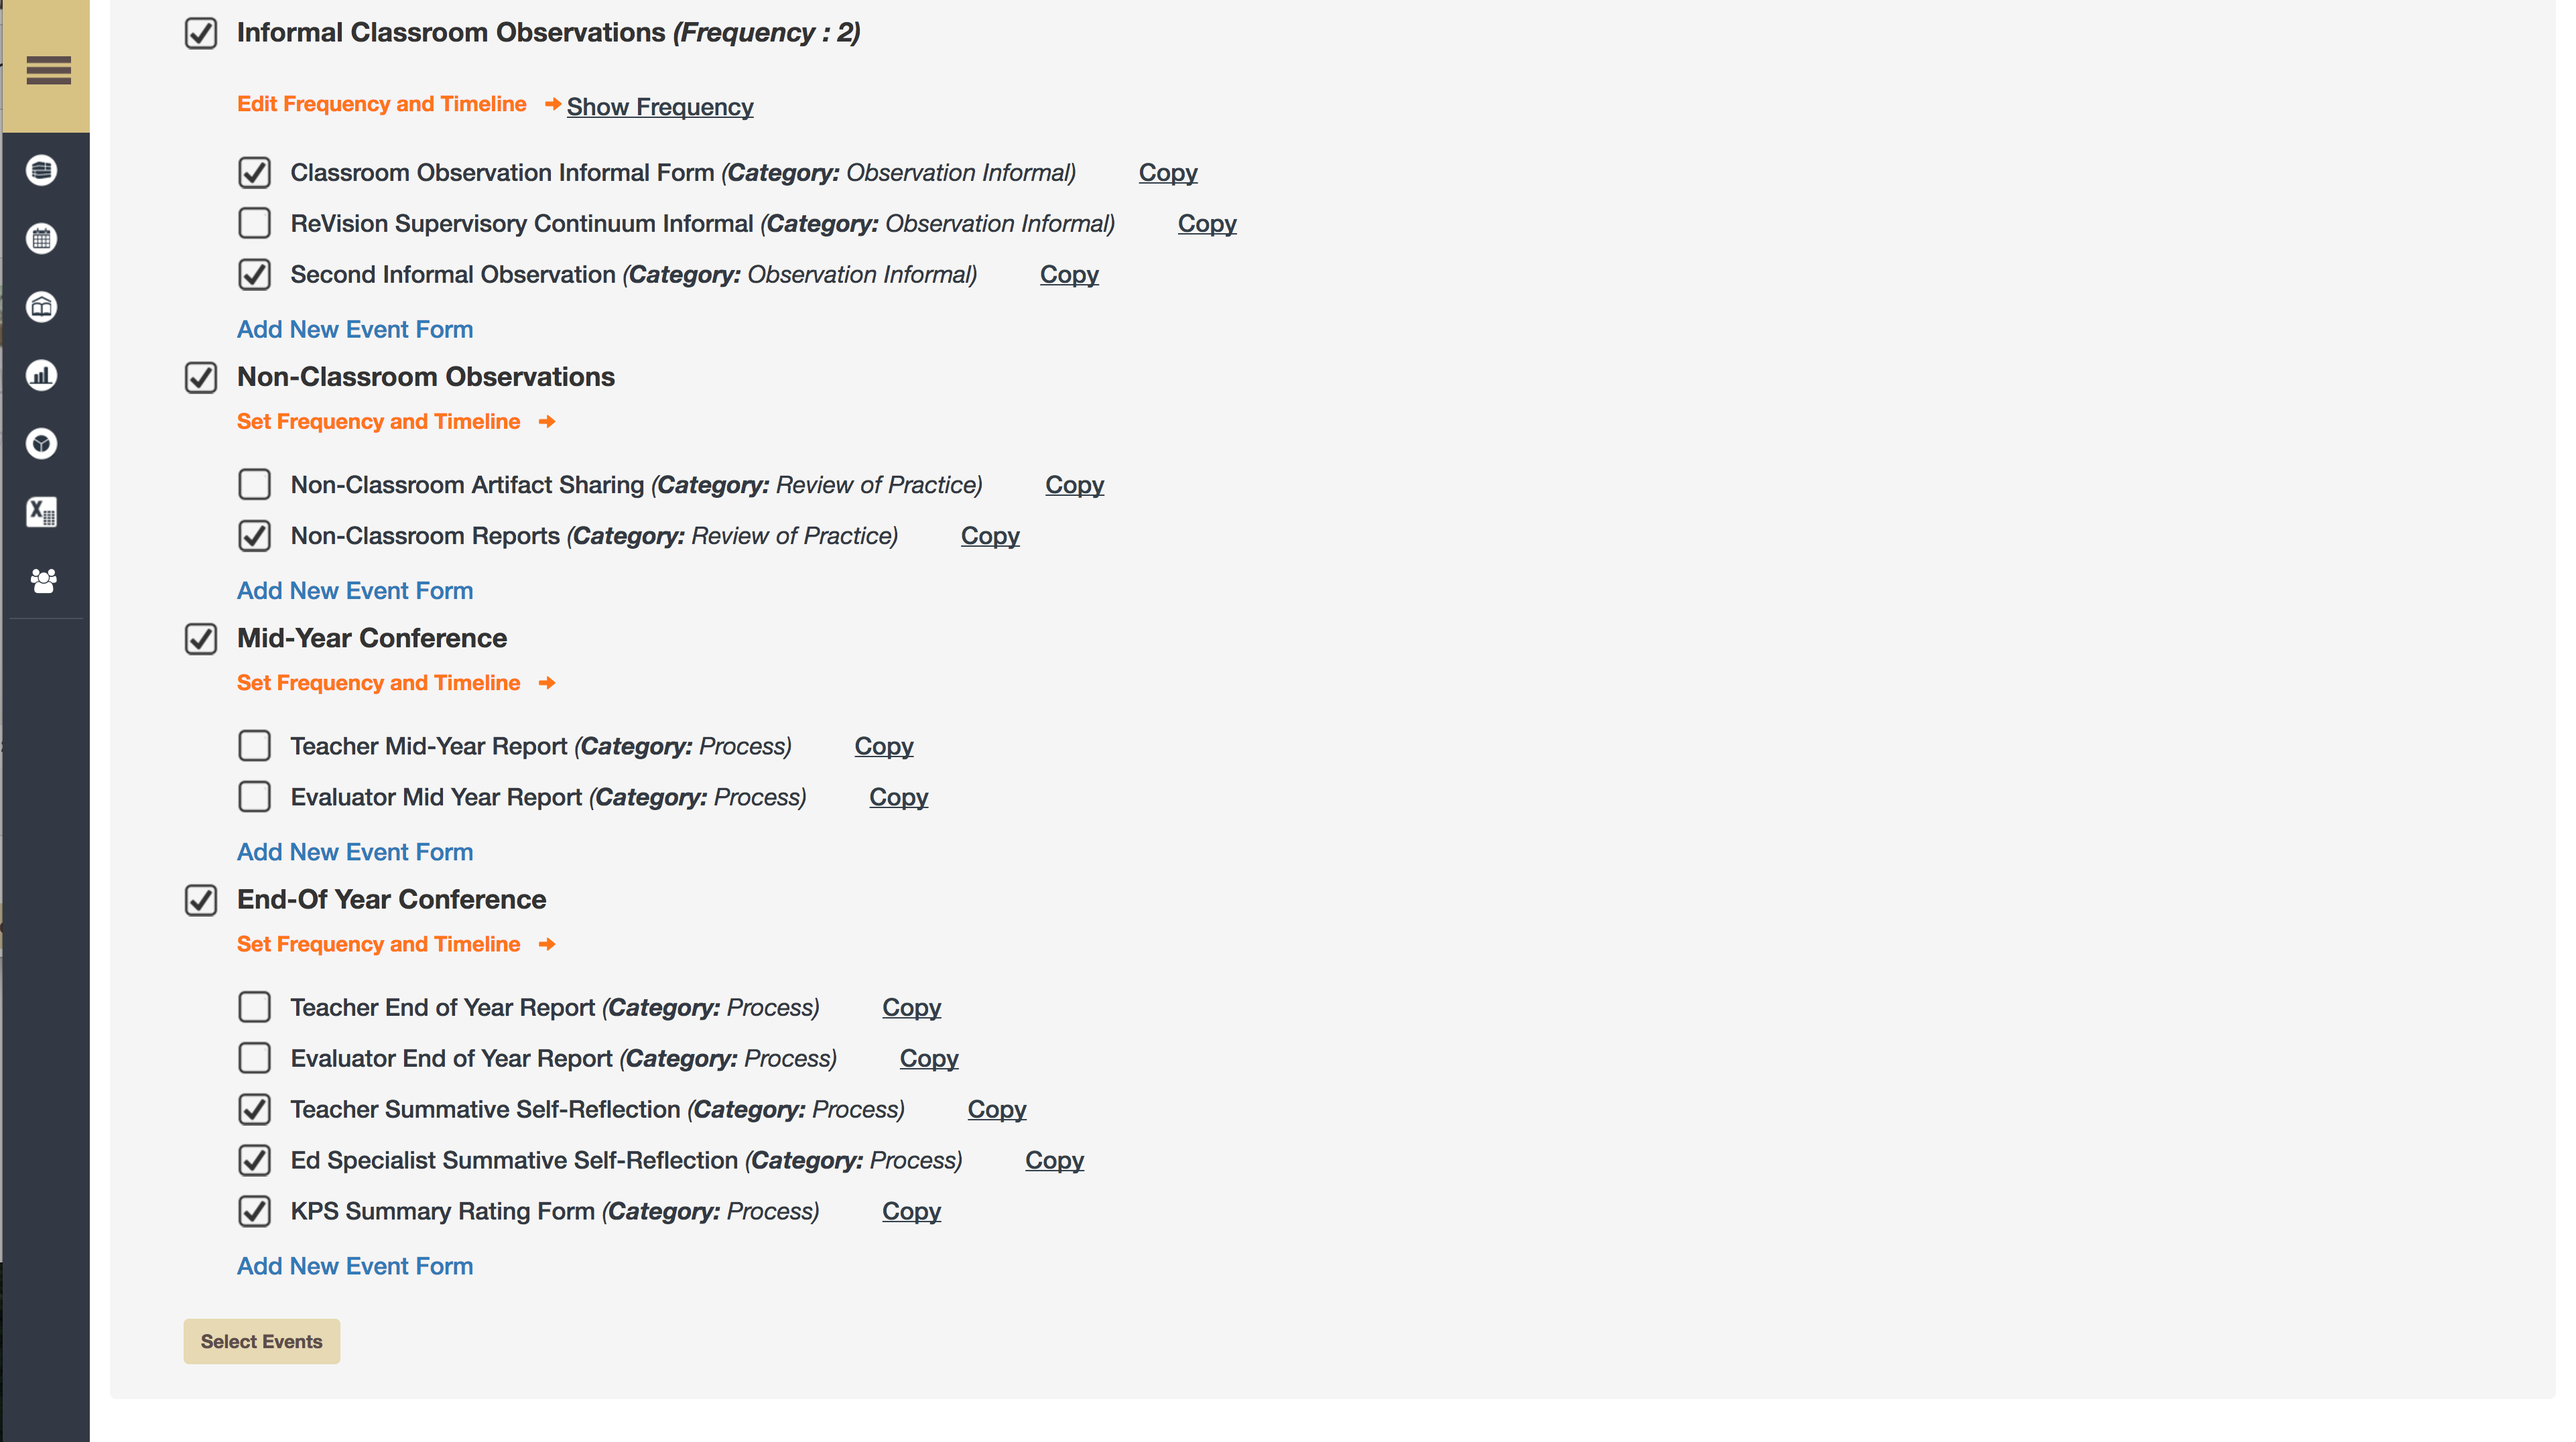 Informal Classroom Observations (Frequency : 2)
Edit Frequency and Timeline Show Frequency
Classroom Observation Informal Form (Category: Observation Informal) Copy
ReVision Supervisory Continuum Informal (Category: Observation Informal) Copy
Second Informal Observation (Category: Observation Informal) Copy
Add New Event Form
Non-Classroom Observations
Set Frequency and Timeline
Non-Classroom Artifact Sharing (Category: Review of Practice) Copy
Non-Classroom Reports (Category: Review of Practice) Copy
Add New Event Form
Mid-Year Conference
Set Frequency and Timeline
Teacher Mid-Year Report (Category: Process) Copy
Evaluator Mid Year Report (Category: Process) Copy
Add New Event Form
End-Of Year Conference
Set Frequency and Timeline
Teacher End of Year Report (Category: Process) Copy
Evaluator End of Year Report (Category: Process) Copy
Teacher Summative Self-Reflection (Category: Process) Copy
Ed Specialist Summative Self-Reflection (Category: Process) Copy
KPS Summary Rating Form (Category: Process) Copy
Add New Event Form
Select Events